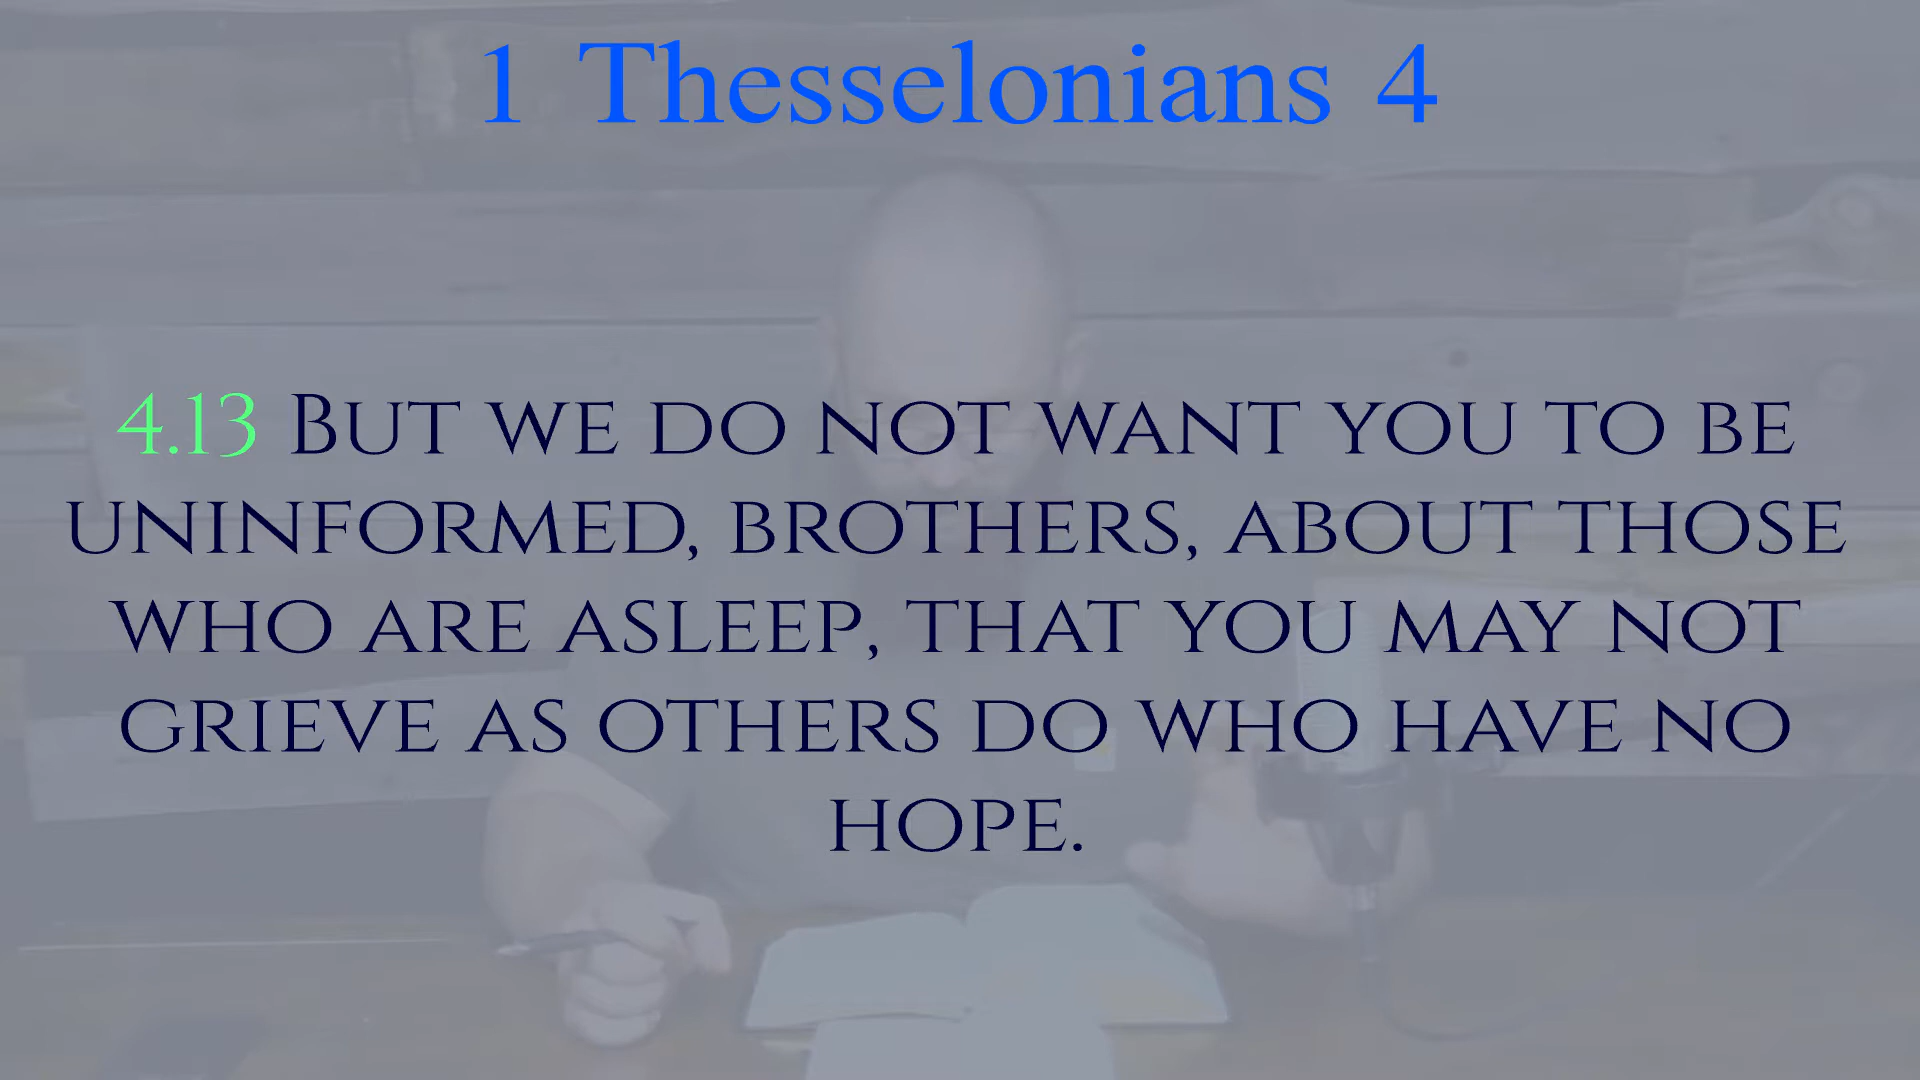 1 Thesselonians 4
4.13 But we do not want you to be
uninformed, brothers, about those
who are asleep, that you may not
grieve as others do who have no
hope.